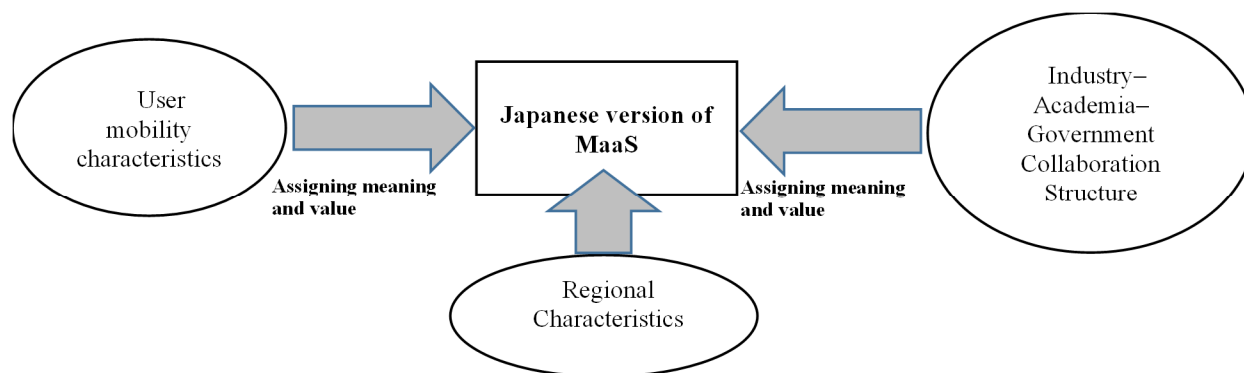 User
mobility
characteristics
Assigning meaning
and value
Japanese version of
MaaS
Assigning meaning
and value
Industry–
Academia–
Government
Collaboration
Structure
Regional
Characteristics